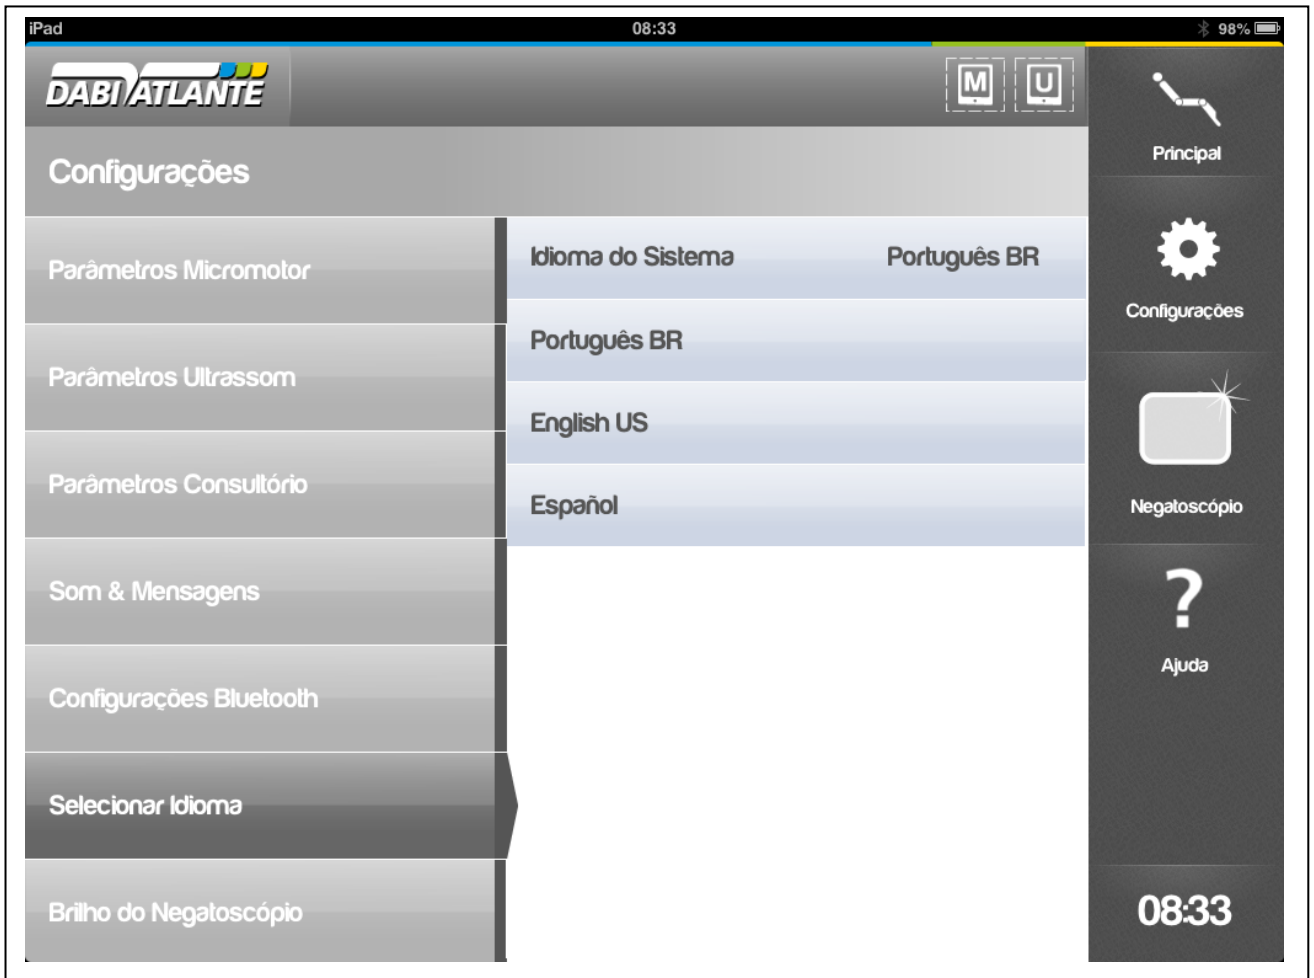 iPad 08:33 98%
DABI ATLANTE
M U
Configurações
Parâmetros Micromotor
Parâmetros Ultrassom
Parâmetros Consultório
Som & Mensagens
Configurações Bluetooth
Selecionar Idioma
Brilho do Negatoscópio
Idioma do Sistema Português BR
Português BR
English US
Español
Principal
Configurações
Negatoscópio
?
Ajuda
08:33